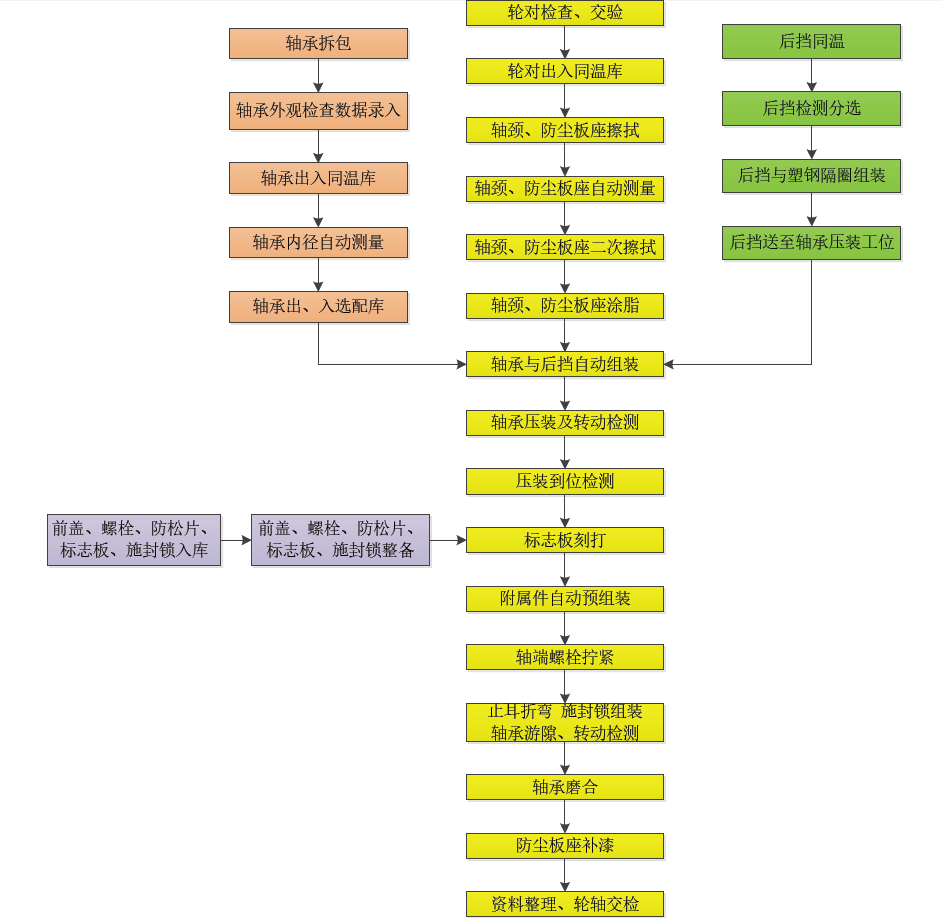 轴承拆包
轴承外观检查数据录入
轴承出入同温库
轴承内径自动测量
轴承出、入选配库
轮对检查、交验
轮对出入同温库
轴颈、防尘板座擦拭
轴颈、防尘板座自动测量
轴颈、防尘板座二次擦拭
轴颈、防尘板座涂脂
轴承与后挡自动组装
轴承压装及转动检测
压装到位检测
标志板刻打
附属件自动预组装
轴端螺栓拧紧
止耳折弯 施封锁组装
轴承游隙、转动检测
轴承磨合
防尘板座补漆
资料整理、轮轴交检
后挡同温
后挡检测分选
后挡与塑钢隔圈组装
后挡送至轴承压装工位
前盖、螺栓、防松片、
标志板、施封锁入库
前盖、螺栓、防松片、
标志板、施封锁整备